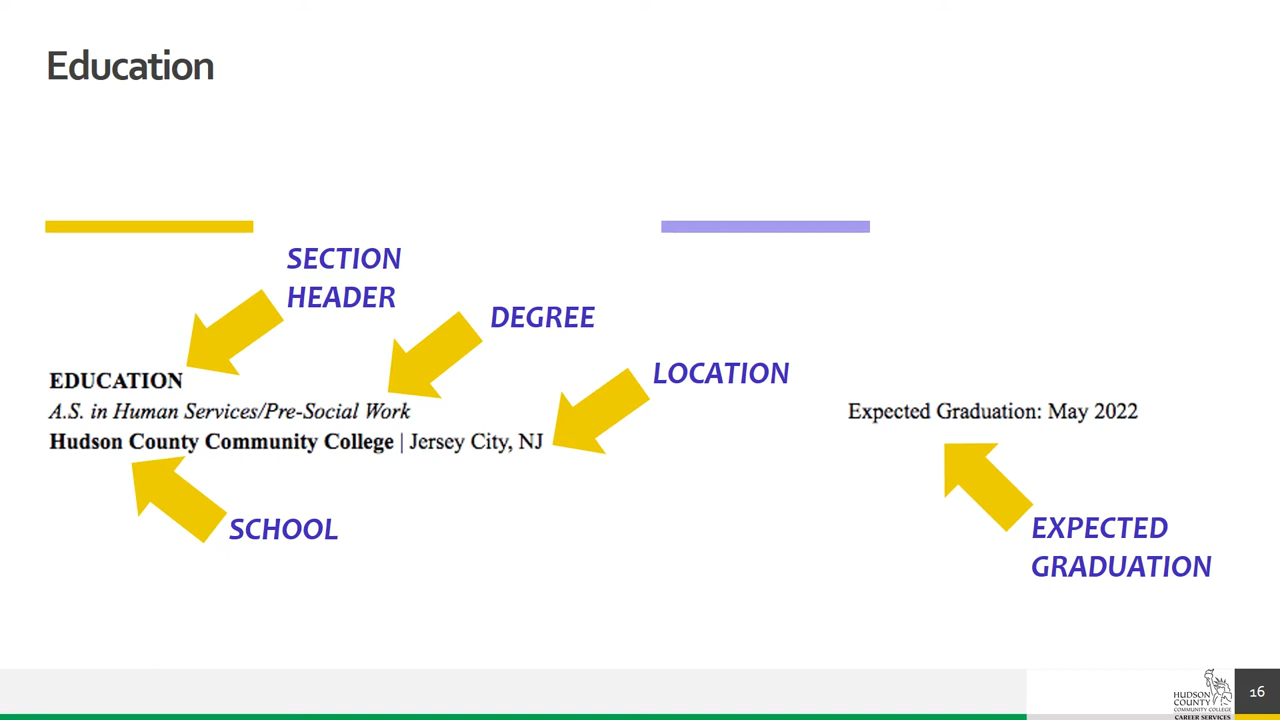 Education
SECTION
HEADER
DEGREE
LOCATION
EDUCATION
A.S. in Human Services/Pre-Social Work
Expected Graduation: May 2022
Hudson County Community College | Jersey City, NJ
SCHOOL
EXPECTED
GRADUATION
HUDSON
COUNTY
COMMUNITY COLLEGE
CAREER SERVICES
16